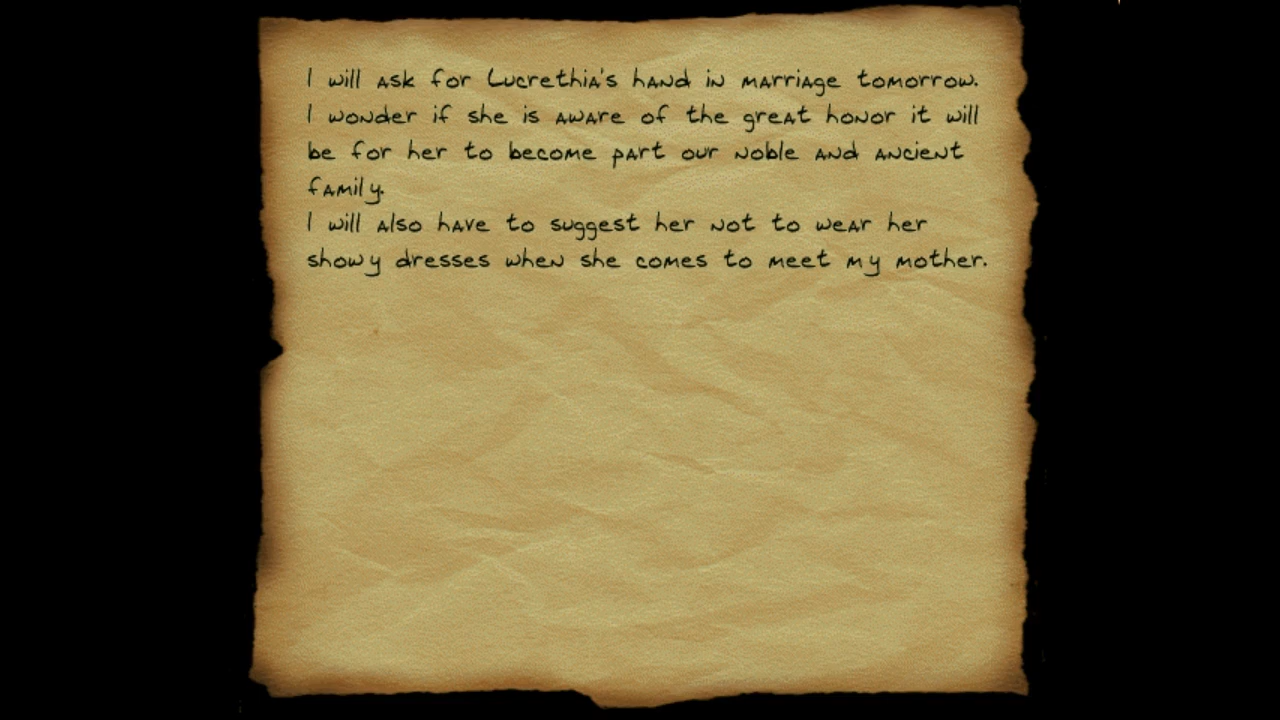 I will ask for Lucrethia's hand in marriage tomorrow.
I wonder if she is aware of the great honor it will
be for her to become part our noble and ancient
family.
I will also have to suggest her not to wear her
showy dresses when she comes to meet my mother.